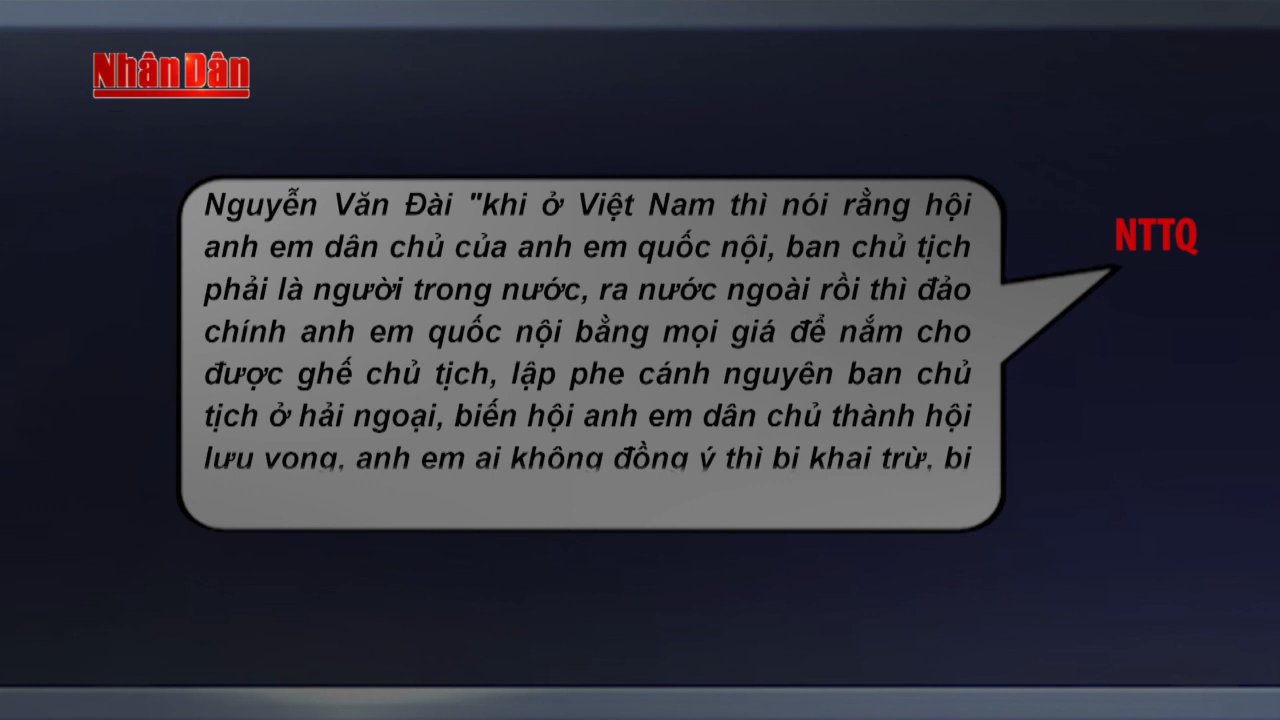 Nhân Dân
Nguyễn Văn Đài "khi ở Việt Nam thì nói rằng hội
anh em dân chủ của anh em quốc nội, ban chủ tịch
phải là người trong nước, ra nước ngoài rồi thì đảo
chính anh em quốc nội bằng mọi giá để nắm cho
được ghế chủ tịch, lập phe cánh nguyên ban chủ
tịch ở hải ngoại, biến hội anh em dân chủ thành hội
lưu vong, anh em ai không đồng ý thì bị khai trừ, bị
NTTQ